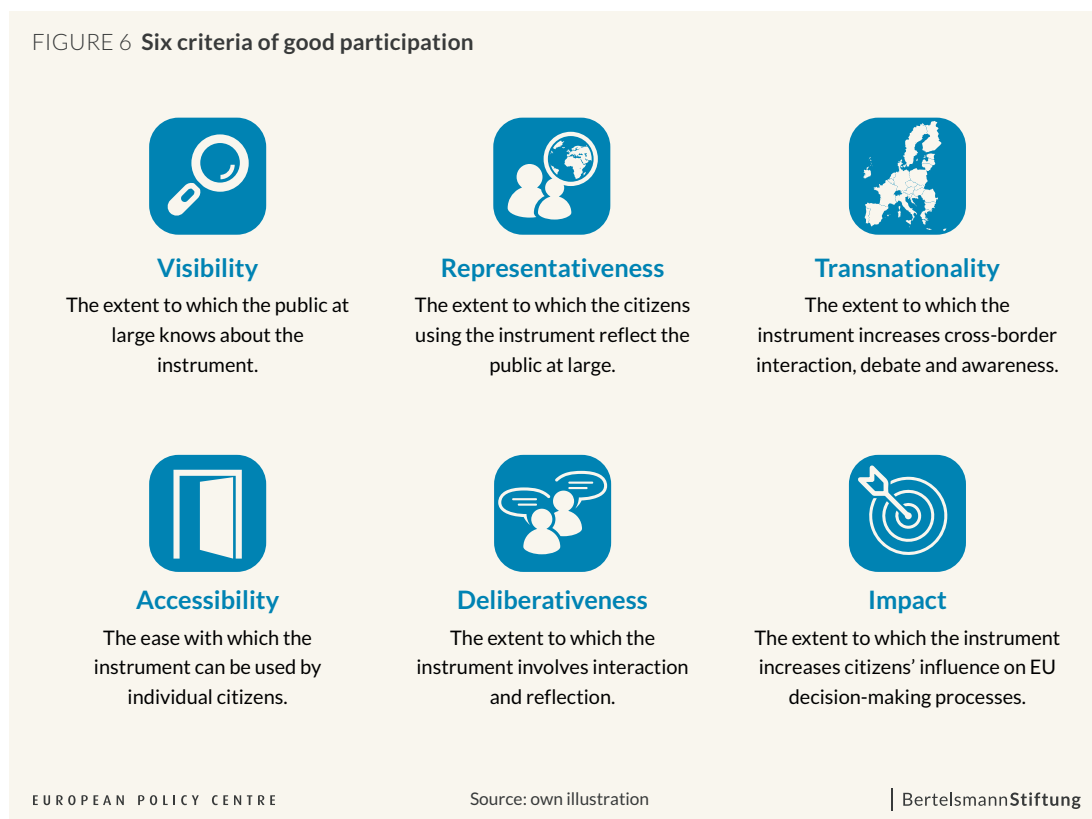 FIGURE 6 Six criteria of good participation
Visibility
The extent to which the public at
large knows about the
instrument.
Representativeness
The extent to which the citizens
using the instrument reflect the
public at large.
Transnationality
The extent to which the
instrument increases cross-border
interaction, debate and awareness.
Accessibility
The ease with which the
instrument can be used by
individual citizens.
Deliberativeness
The extent to which the
instrument involves interaction
and reflection.
Impact
The extent to which the instrument
increases citizens’ influence on EU
decision-making processes.
EUROPEAN POLICY CENTRE
Source: own illustration
BertelsmannStiftung